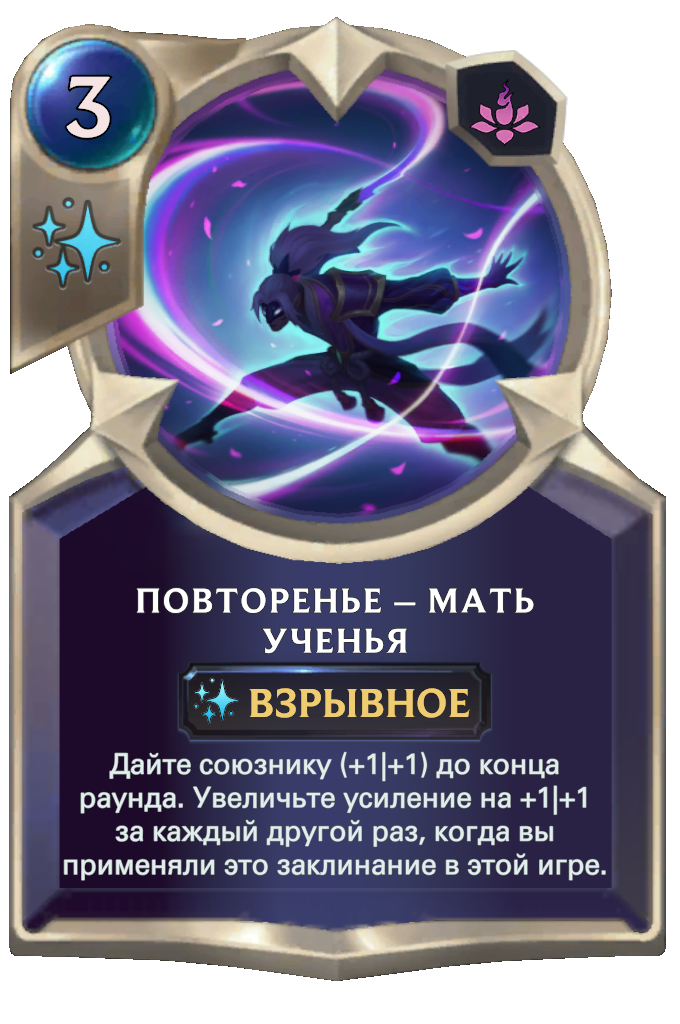 3
ПОВТОРЕНЬЕ – МАТЬ
УЧЕНЬЯ
ВЗРЫВНОЕ
Дайте союзнику (+1|+1) до конца
раунда. Увеличьте усиление на +1|+1
за каждый другой раз, когда вы
применяли это заклинание в этой игре.